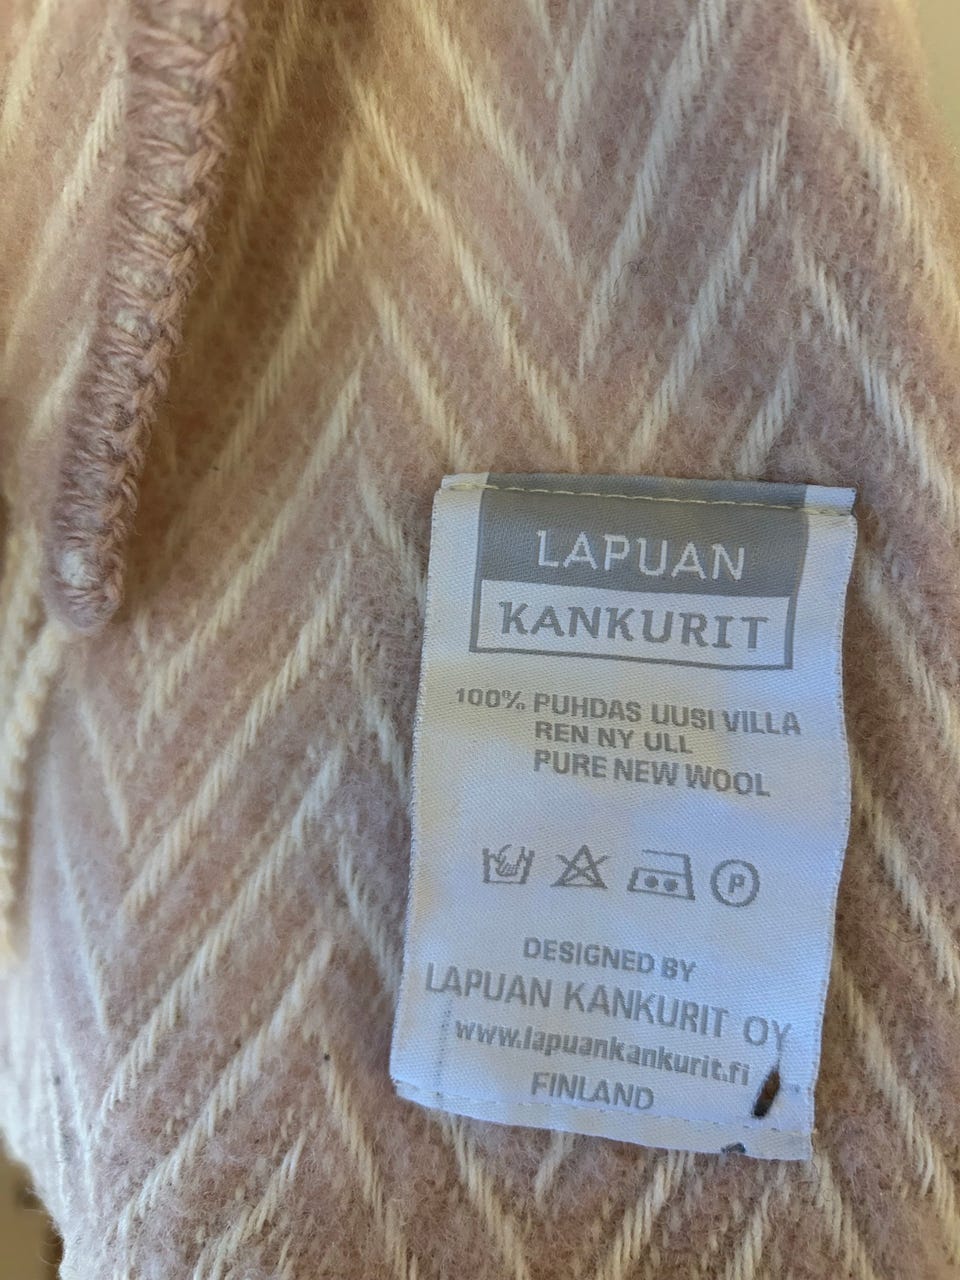 LAPUAN
KANKURIT
100% PUHDAS UUSI VILLA
REN NY ULL
PURE NEW WOOL
P
DESIGNED BY
LAPUAN KANKURIT OY
www.lapuankankurit.fi
FINLAND